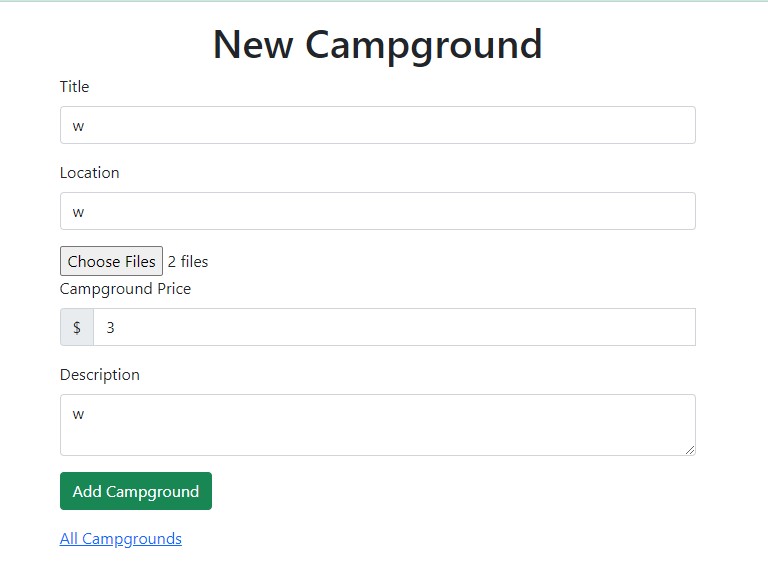 New Campground
Title
w
Location
w
Choose Files 2 files
Campground Price
$ 3
Description
w
Add Campground
All Campgrounds